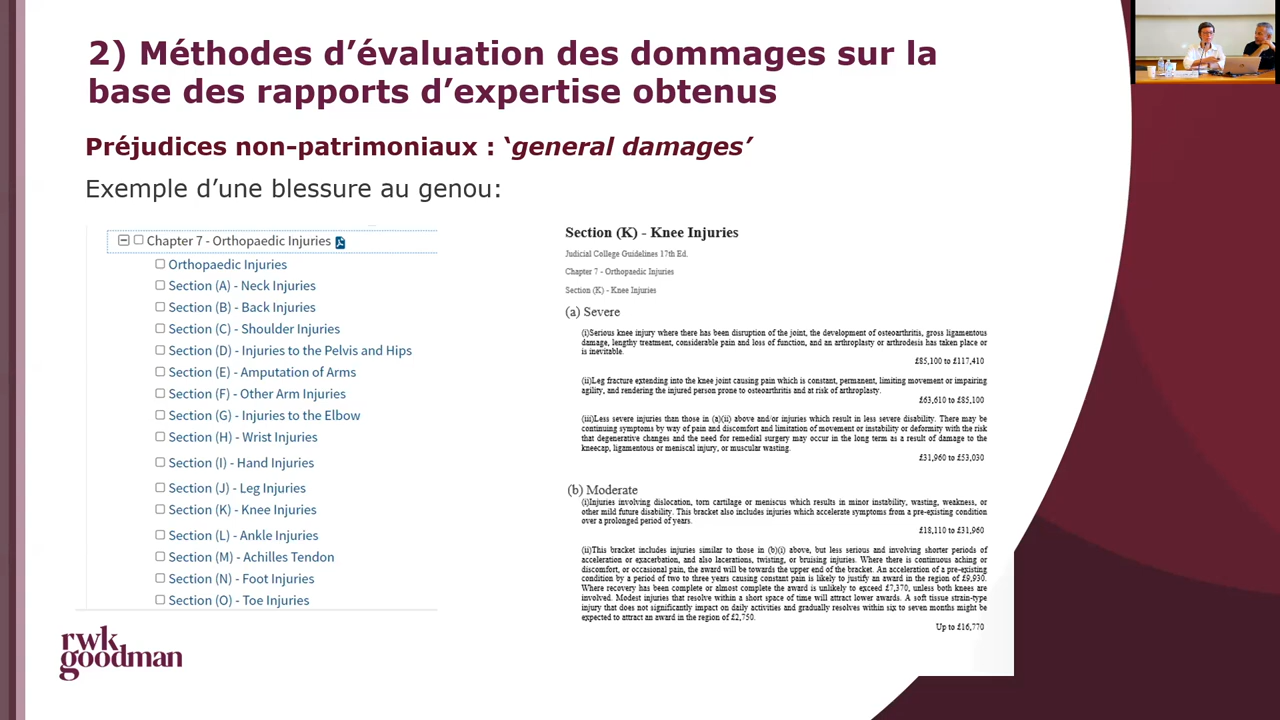 2) Méthodes d’évaluation des dommages sur la
base des rapports d’expertise obtenus
Préjudices non-patrimoniaux : ‘general damages’
Exemple d’une blessure au genou:
Chapter 7 - Orthopaedic Injuries
Orthopaedic Injuries
Section (A) - Neck Injuries
Section (B) - Back Injuries
Section (C) - Shoulder Injuries
Section (D) - Injuries to the Pelvis and Hips
Section (E) - Amputation of Arms
Section (F) - Other Arm Injuries
Section (G) - Injuries to the Elbow
Section (H) - Wrist Injuries
Section (I) - Hand Injuries
Section (J) - Leg Injuries
Section (K) - Knee Injuries
Section (L) - Ankle Injuries
Section (M) - Achilles Tendon
Section (N) - Foot Injuries
Section (O) - Toe Injuries
Section (K) - Knee Injuries
Judicial College Guidelines 17th Ed.
Chapter 7 - Orthopaedic Injuries
Section (K) - Knee Injuries
(a) Severe
(i)Serious knee injury where there has been disruption of the joint, the development of osteoarthritis, gross ligamentous
damage, lengthy treatment, considerable pain and loss of function, and an arthroplasty or arthrodesis has taken place or
is inevitable.
£85,100 to £117,410
(ii)Leg fracture extending into the knee joint causing pain which is constant, permanent, limiting movement or impairing
agility, and rendering the injured person prone to osteoarthritis and at risk of arthroplasty.
£63,610 to £85,100
(iii)Less severe injuries than those in (a)(ii) above and/or injuries which result in less severe disability. There may be
continuing symptoms by way of pain and discomfort and limitation of movement or instability or deformity with the risk
that degenerative changes and the need for remedial surgery may occur in the long term as a result of damage to the
kneecap, ligamentous or meniscal injury, or muscular wasting.
£31,960 to £53,030
(b) Moderate
(i)Injuries involving dislocation, torn cartilage or meniscus which results in minor instability, wasting, weakness, or
other mild future disability. This bracket also includes injuries which accelerate symptoms from a pre-existing condition
over a prolonged period of years.
£18,110 to £31,960
(ii)This bracket includes injuries similar to those in (b)(i) above, but less serious and involving shorter periods of
acceleration or exacerbation, and also lacerations, twisting, or bruising injuries. Where there is continuous aching or
discomfort, or occasional pain, the award will be towards the upper end of the bracket. An acceleration of a pre-existing
condition by a period of two to three years causing constant pain is likely to justify an award in the region of £9,930.
Where recovery has been complete or almost complete the award is unlikely to exceed £7,370, unless both knees are
involved. Modest injuries that resolve within a short space of time will attract lower awards. A soft tissue strain-type
injury that does not significantly impact on daily activities and gradually resolves within six to seven months might be
expected to attract an award in the region of £2,750.
Up to £16,770
rwk
goodman